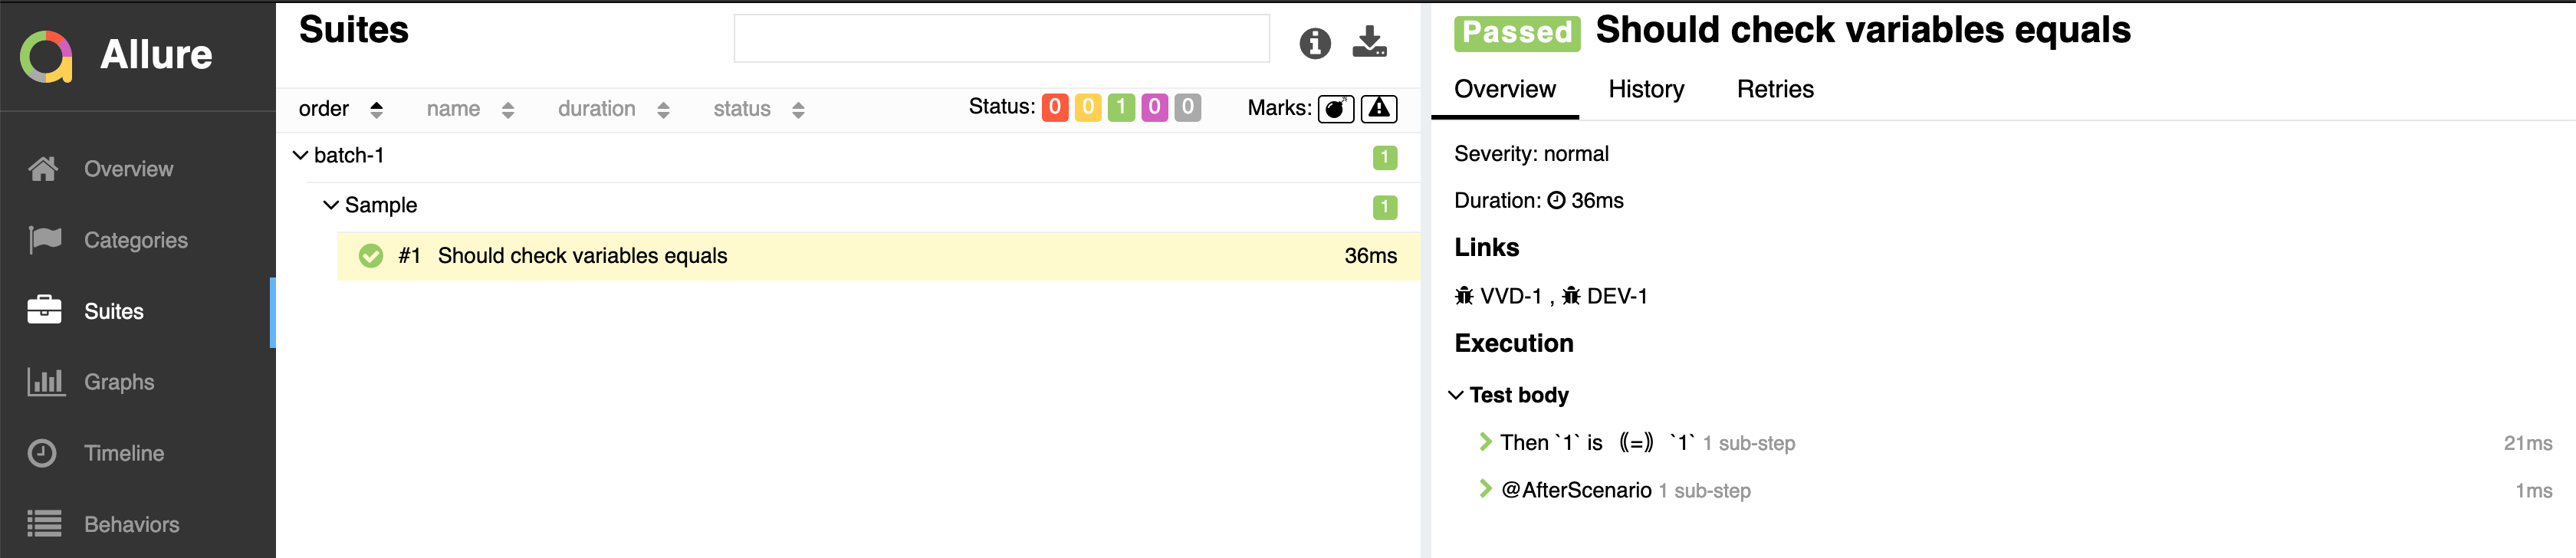 Allure
Overview
Categories
Suites
Graphs
Timeline
Behaviors
Suites
order name duration status Status: 0 0 1 0 0 Marks:
batch-1 1
Sample 1
#1 Should check variables equals 36ms
Passed Should check variables equals
Overview History Retries
Severity: normal
Duration: 36ms
Links
VVD-1 , DEV-1
Execution
Test body
Then `1` is ⸨=⸩ `1` 1 sub-step 21ms
@AfterScenario 1 sub-step 1ms